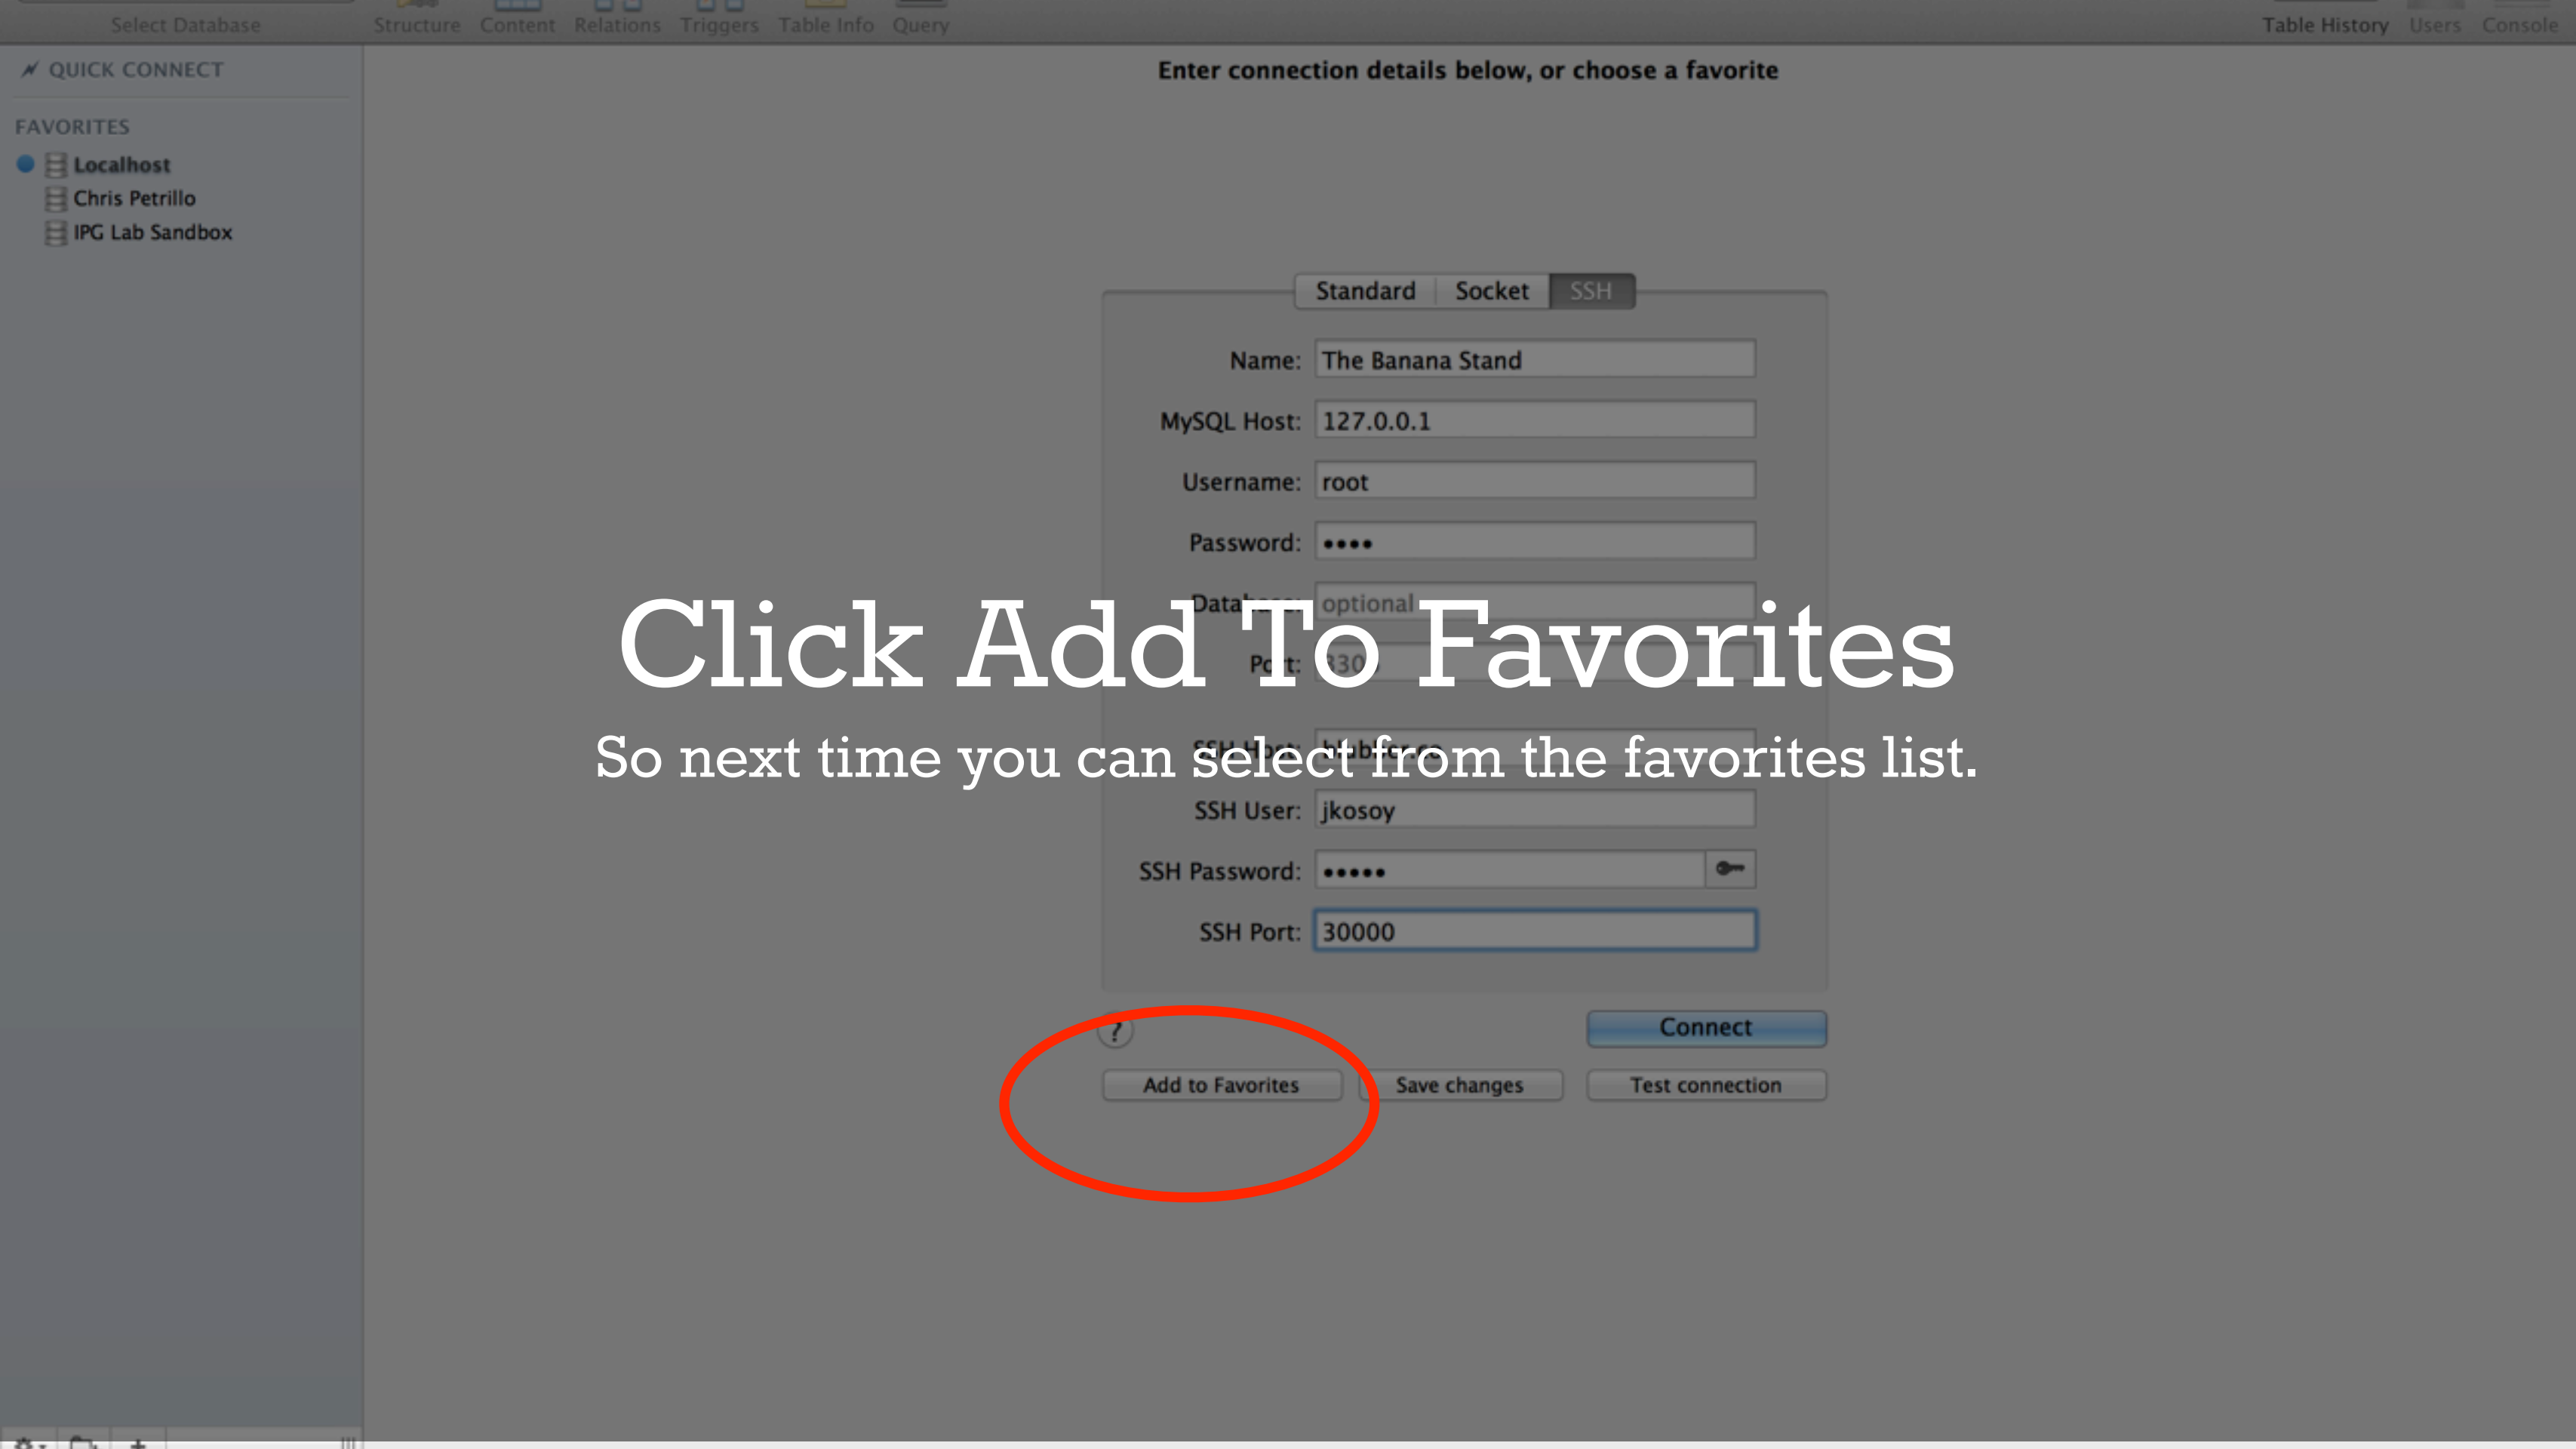 Select Database
Structure Content Relations Triggers Table Info Query
Table History Users Console
QUICK CONNECT
FAVORITES
Localhost
Chris Petrillo
IPG Lab Sandbox
Enter connection details below, or choose a favorite
Standard Socket SSH
Name: The Banana Stand
MySQL Host: 127.0.0.1
Username: root
Password: ••••
Database: optional
Click Add To Favorites
Port:
So next time you can select from the favorites list.
SSH Host:
SSH User: jkosoy
SSH Password: •••••
SSH Port: 30000
?
Connect
Add to Favorites Save changes Test connection